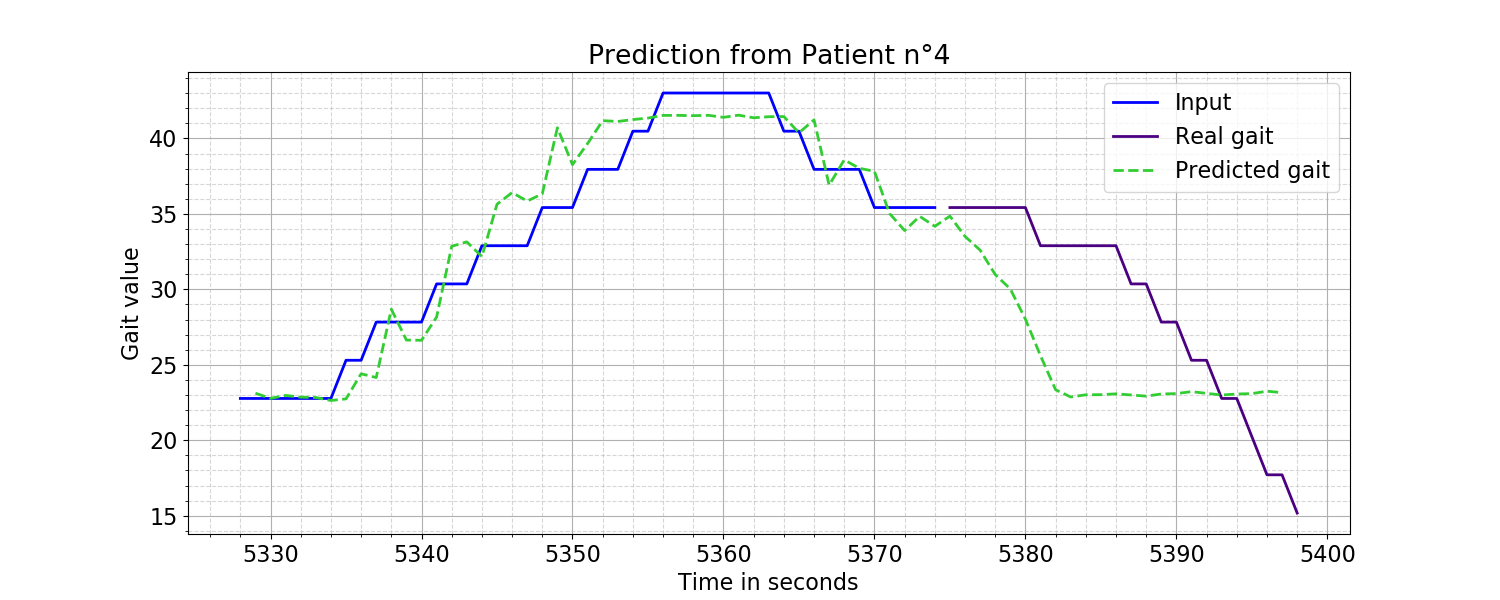 Prediction from Patient n°4
Input
Real gait
Predicted gait
Gait value
40
35
30
25
20
15
5330 5340 5350 5360 5370 5380 5390 5400
Time in seconds